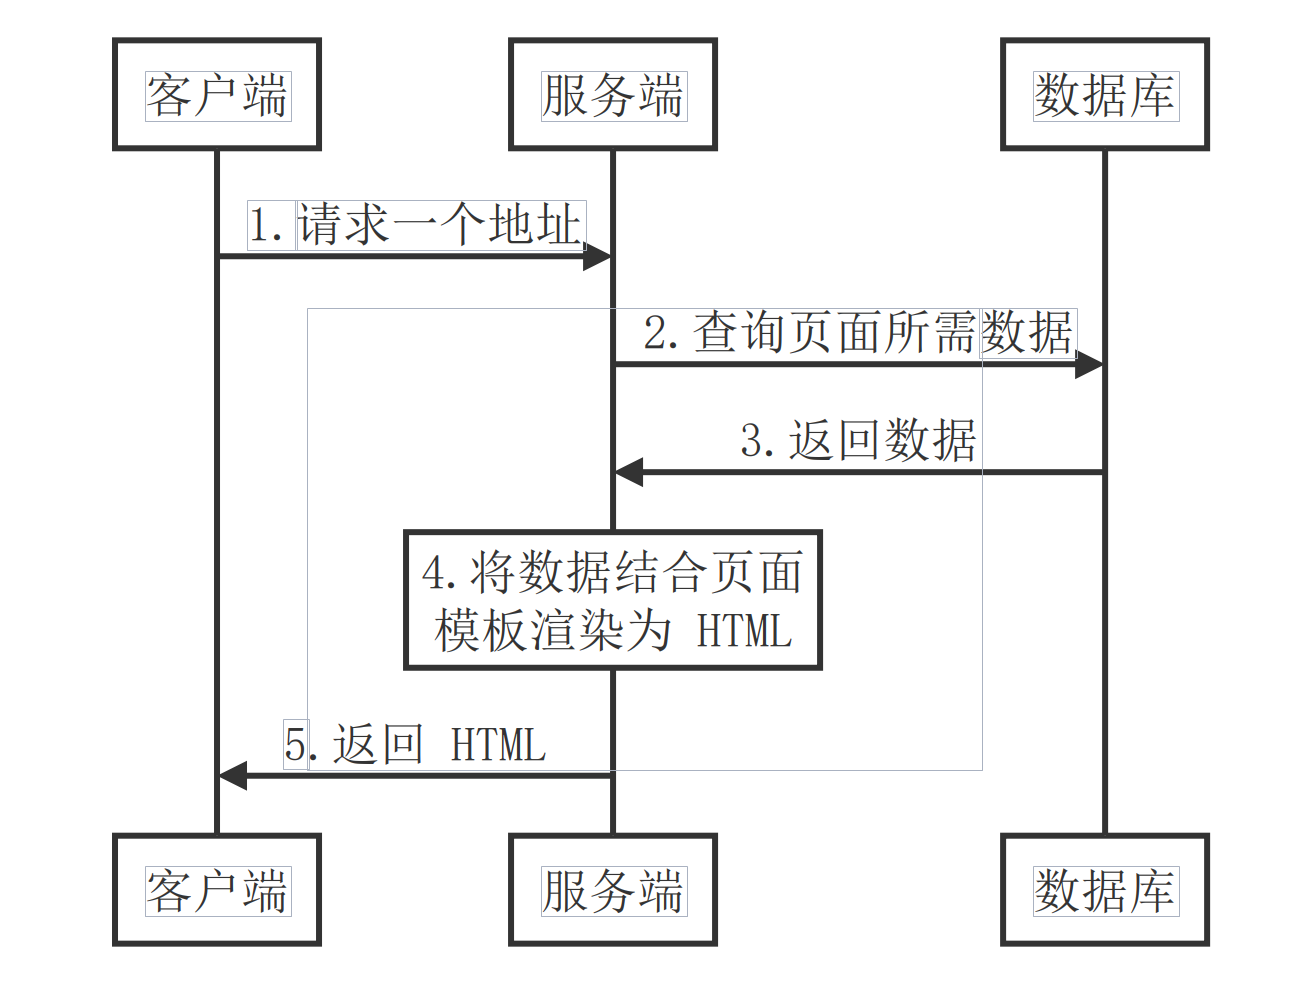 客户端
服务端
数据库
1.请求一个地址
2.查询页面所需数据
3.返回数据
4.将数据结合页面
模板渲染为 HTML
5.返回 HTML
客户端
服务端
数据库